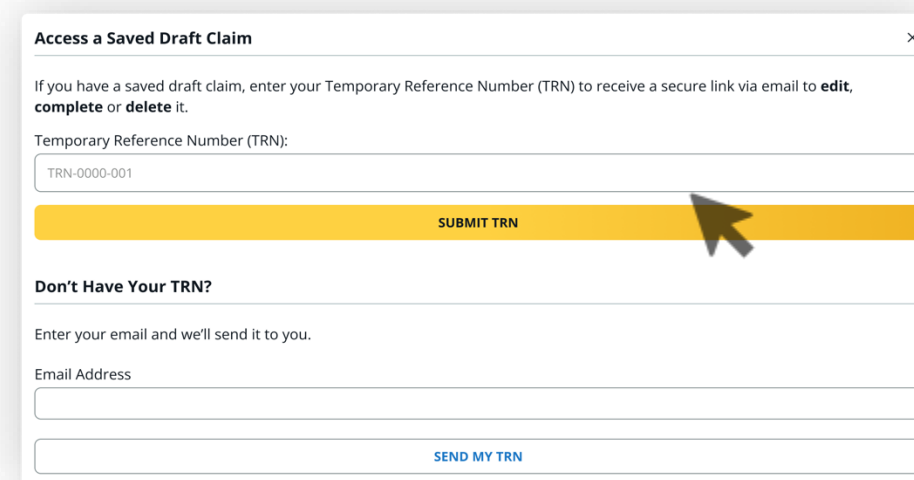 Access a Saved Draft Claim
If you have a saved draft claim, enter your Temporary Reference Number (TRN) to receive a secure link via email to edit,
complete or delete it.
Temporary Reference Number (TRN):
TRN-0000-001
SUBMIT TRN
Don’t Have Your TRN?
Enter your email and we’ll send it to you.
Email Address
SEND MY TRN